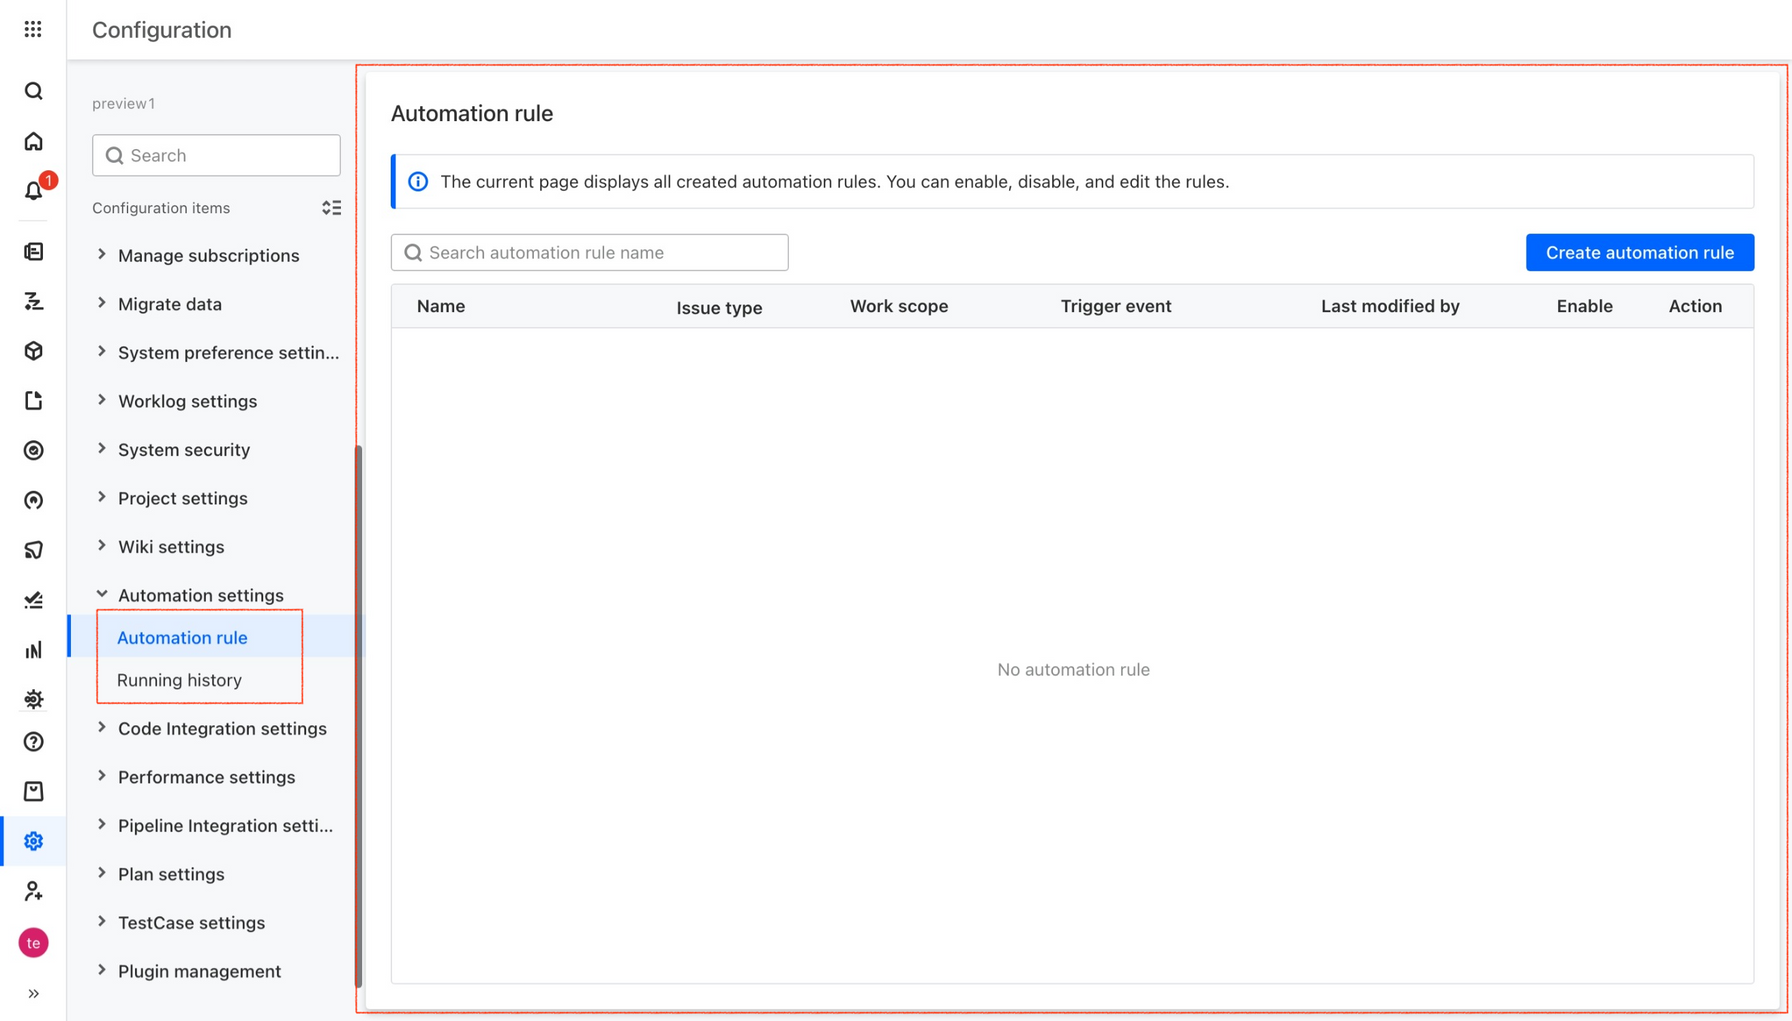 Configuration
preview1
Search
Configuration items
Manage subscriptions
Migrate data
System preference settin...
Worklog settings
System security
Project settings
Wiki settings
Automation settings
Automation rule
Running history
Code Integration settings
Performance settings
Pipeline Integration setti...
Plan settings
TestCase settings
Plugin management
1
te
Automation rule
The current page displays all created automation rules. You can enable, disable, and edit the rules.
Search automation rule name
Create automation rule
Name Issue type Work scope Trigger event Last modified by Enable Action
No automation rule